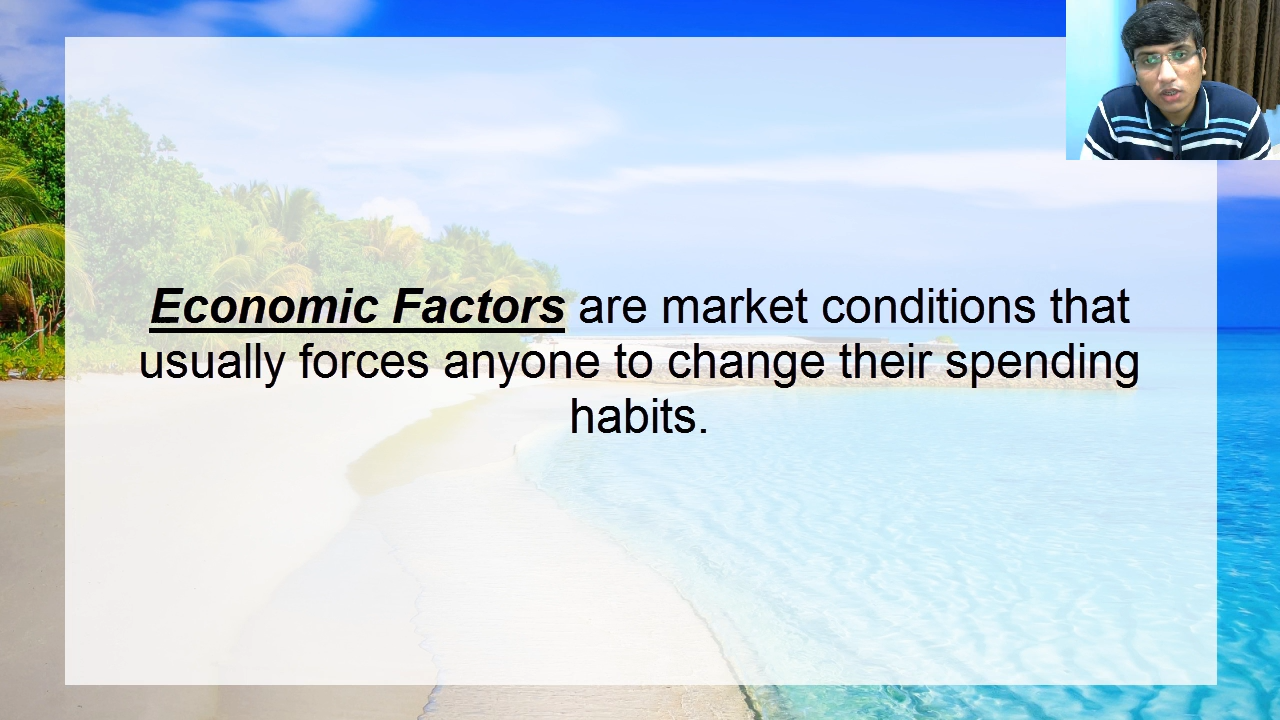 Economic Factors are market conditions that
usually forces anyone to change their spending
habits.